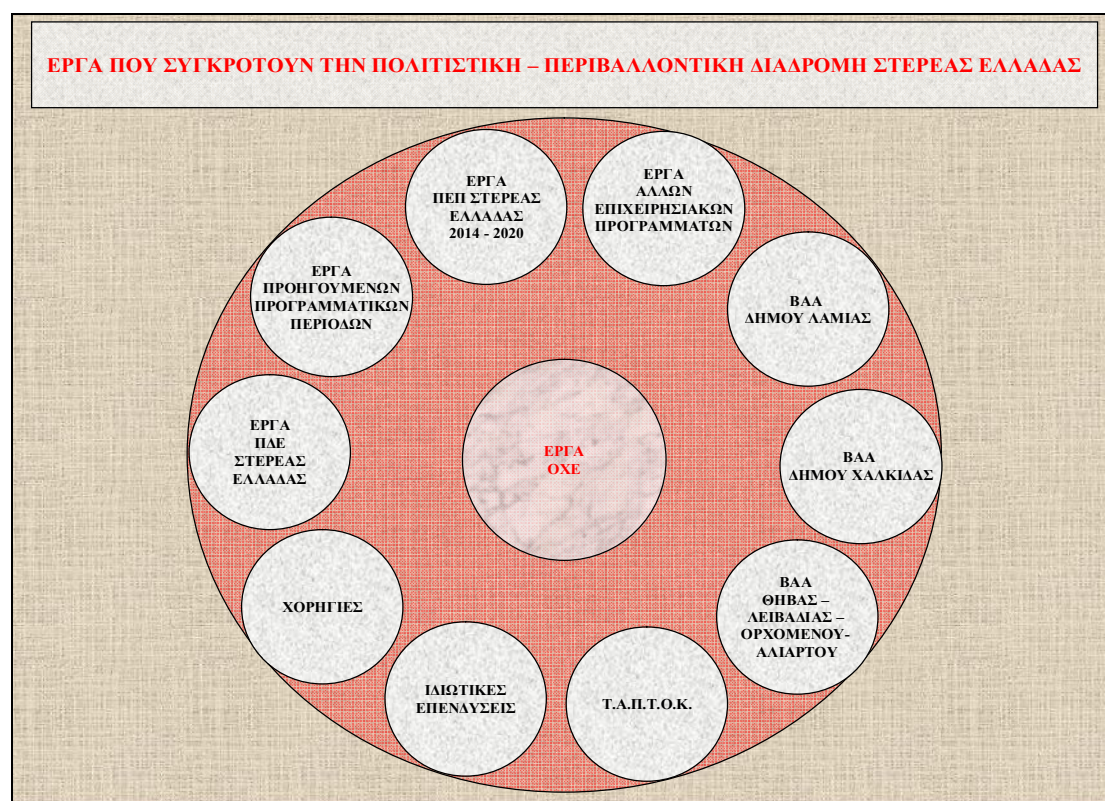 ΕΡΓΑ ΠΟΥ ΣΥΓΚΡΟΤΟΥΝ ΤΗΝ ΠΟΛΙΤΙΣΤΙΚΗ – ΠΕΡΙΒΑΛΛΟΝΤΙΚΗ ΔΙΑΔΡΟΜΗ ΣΤΕΡΕΑΣ ΕΛΛΑΔΑΣ
ΕΡΓΑ
ΠΕΠ ΣΤΕΡΕΑΣ
ΕΛΛΑΔΑΣ
2014 - 2020
ΕΡΓΑ
ΑΛΛΩΝ
ΕΠΙΧΕΙΡΗΣΙΑΚΩΝ
ΠΡΟΓΡΑΜΜΑΤΩΝ
ΕΡΓΑ
ΠΡΟΗΓΟΥΜΕΝΩΝ
ΠΡΟΓΡΑΜΜΑΤΙΚΩΝ
ΠΕΡΙΟΔΩΝ
ΒΑΑ
ΔΗΜΟΥ ΛΑΜΙΑΣ
ΕΡΓΑ
ΠΔΕ
ΣΤΕΡΕΑΣ
ΕΛΛΑΔΑΣ
ΕΡΓΑ
ΟΧΕ
ΒΑΑ
ΔΗΜΟΥ ΧΑΛΚΙΔΑΣ
ΧΟΡΗΓΙΕΣ
ΒΑΑ
ΘΗΒΑΣ –
ΛΕΙΒΑΔΙΑΣ –
ΟΡΧΟΜΕΝΟΥ-
ΑΛΙΑΡΤΟΥ
ΙΔΙΩΤΙΚΕΣ
ΕΠΕΝΔΥΣΕΙΣ
Τ.Α.Π.Τ.Ο.Κ.